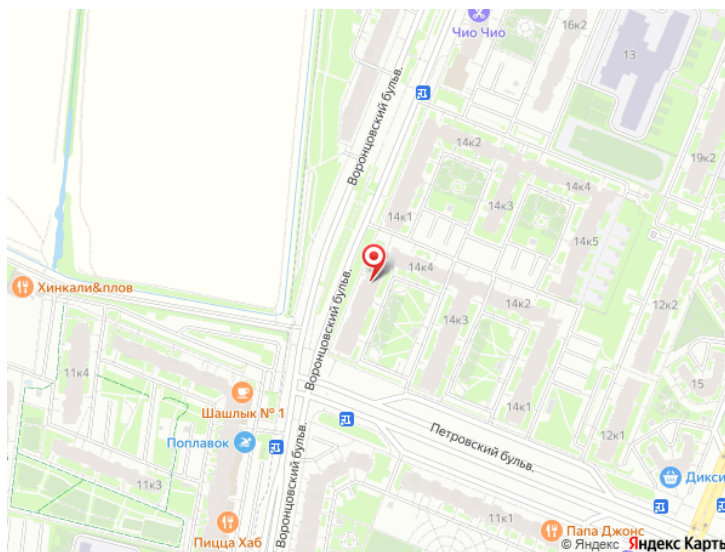 Чио Чио
16к2
13
Воронцовский бульв.
14к2
19к2
14к4
14к3
14к1
14к5
14к4
Хинкали&плов
Воронцовский бульв.
14к2
12к2
14к3
11к4
15
Шашлык № 1
14к1
Петровский бульв.
12к1
Поплавок
Воронцовский бульв.
Дикси
11к3
11к1
Пицца Хаб
Папа Джонс
© Яндекс Яндекс Карты